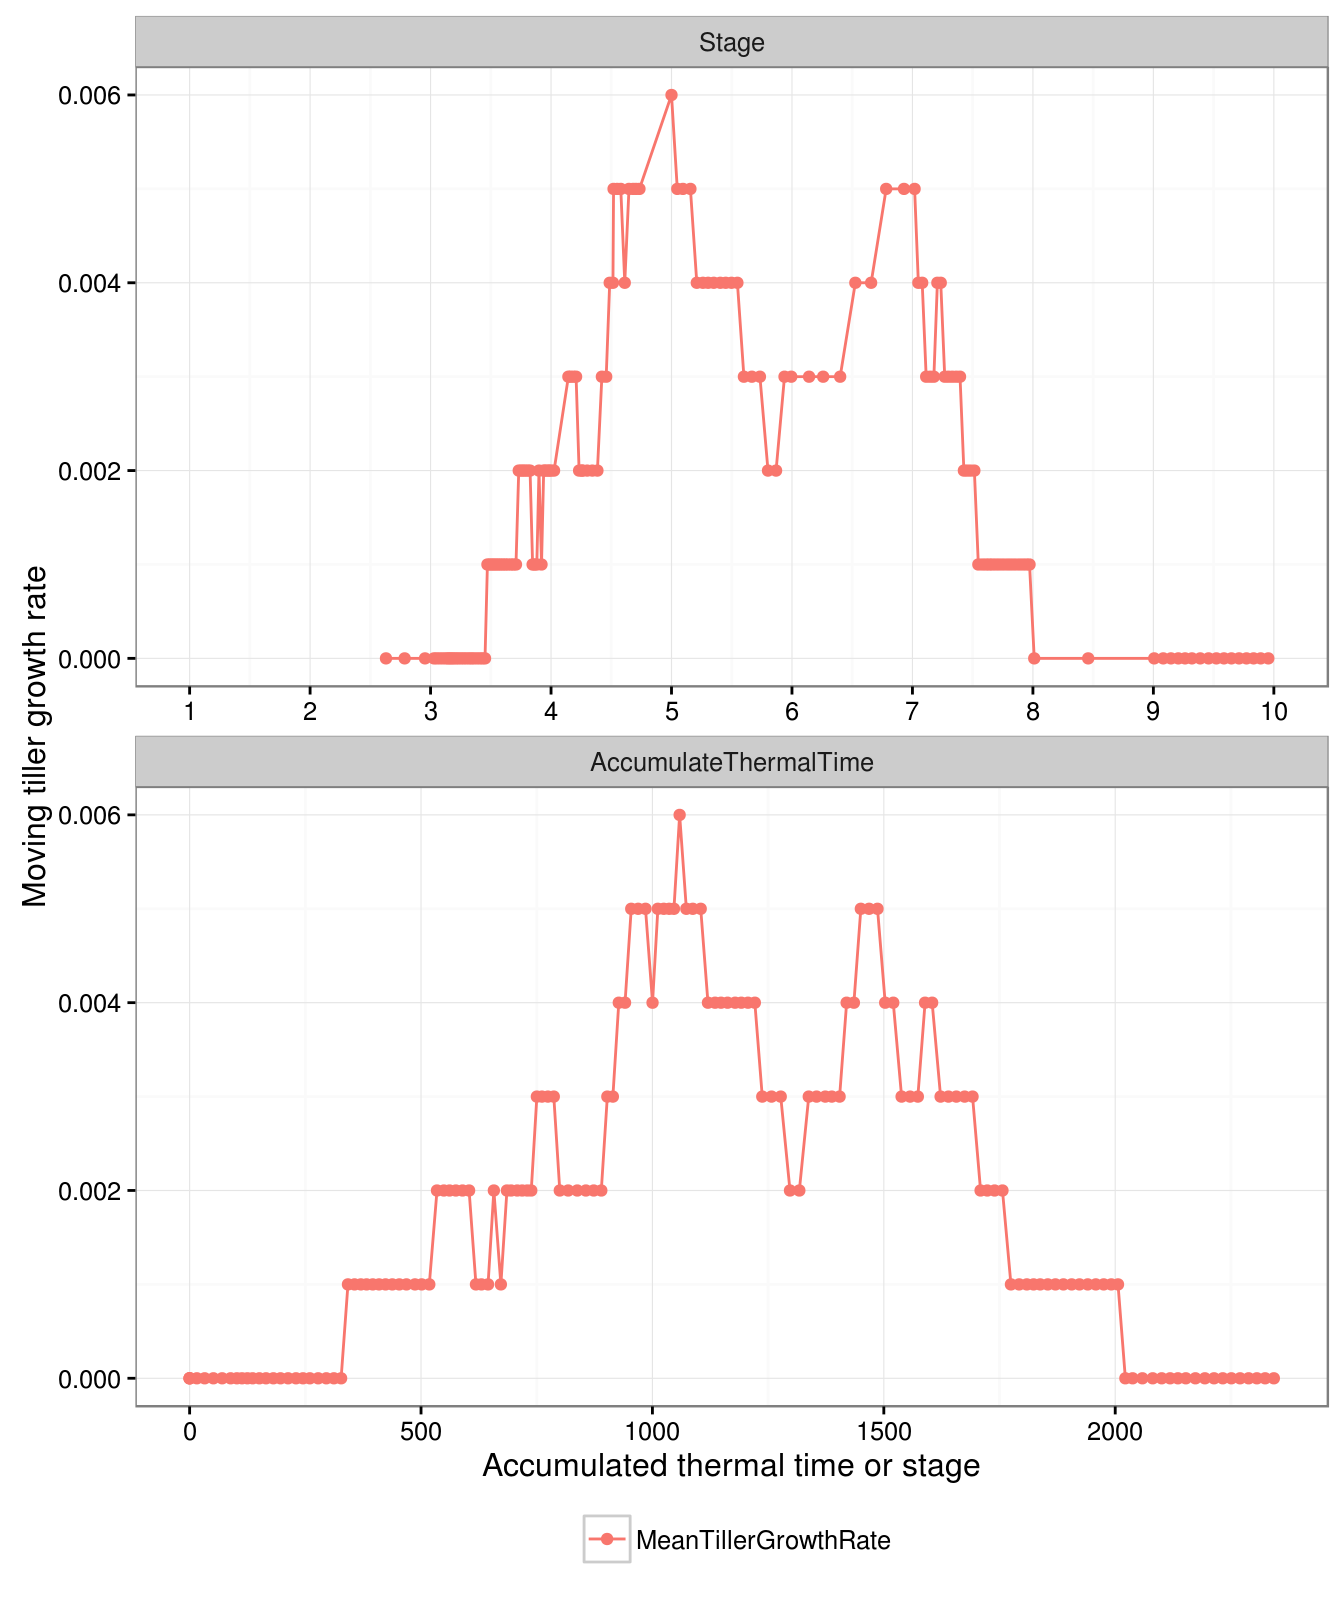 Stage
0.006
0.004
0.002
0.000
1 2 3 4 5 6 7 8 9 10
Moving tiller growth rate
AccumulateThermalTime
0.006
0.004
0.002
0.000
0 500 1000 1500 2000
Accumulated thermal time or stage
MeanTillerGrowthRate